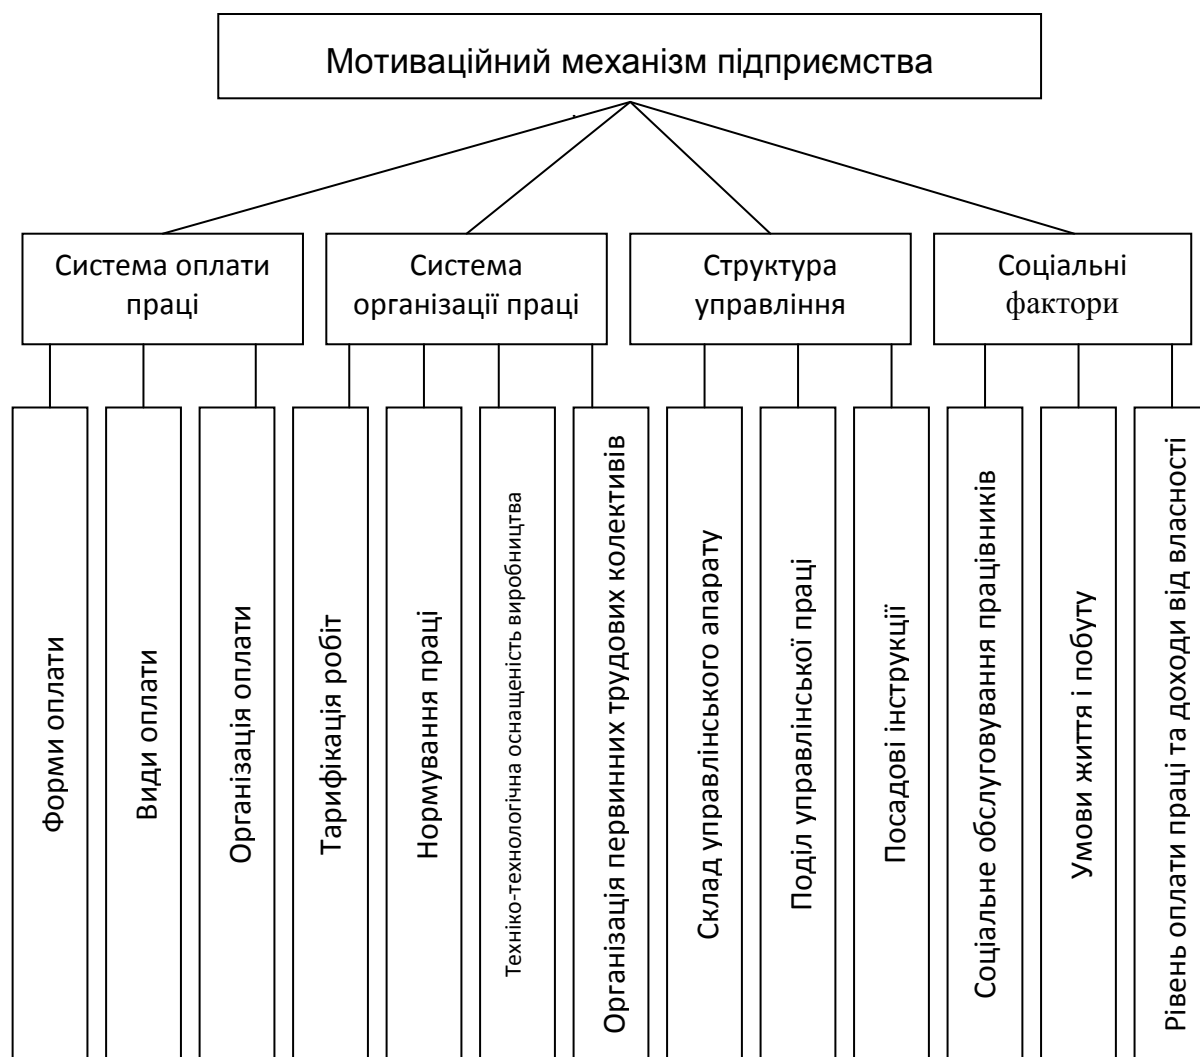 Мотиваційний механізм підприємства
Система оплати
праці
Система
організації праці
Структура
управління
Соціальні
фактори
Форми оплати
Види оплати
Організація оплати
Тарифікація робіт
Нормування праці
Техніко-технологічна оснащеність виробництва
Організація первинних трудових колективів
Склад управлінського апарату
Поділ управлінської праці
Посадові інструкції
Соціальне обслуговування працівників
Умови життя і побуту
Рівень оплати праці та доходи від власності